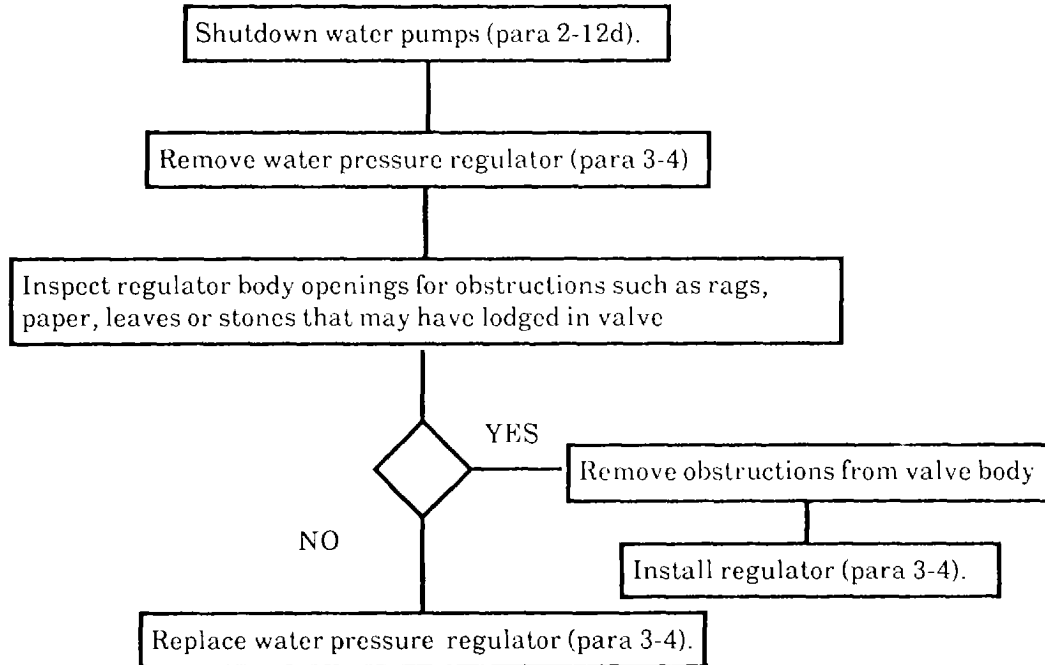 Shutdown water pumps (para 2-12d).
Remove water pressure regulator (para 3-4)
Inspect regulator body openings for obstructions such as rags,
paper, leaves or stones that may have lodged in valve
YES
Remove obstructions from valve body
Install regulator (para 3-4).
NO
Replace water pressure regulator (para 3-4).